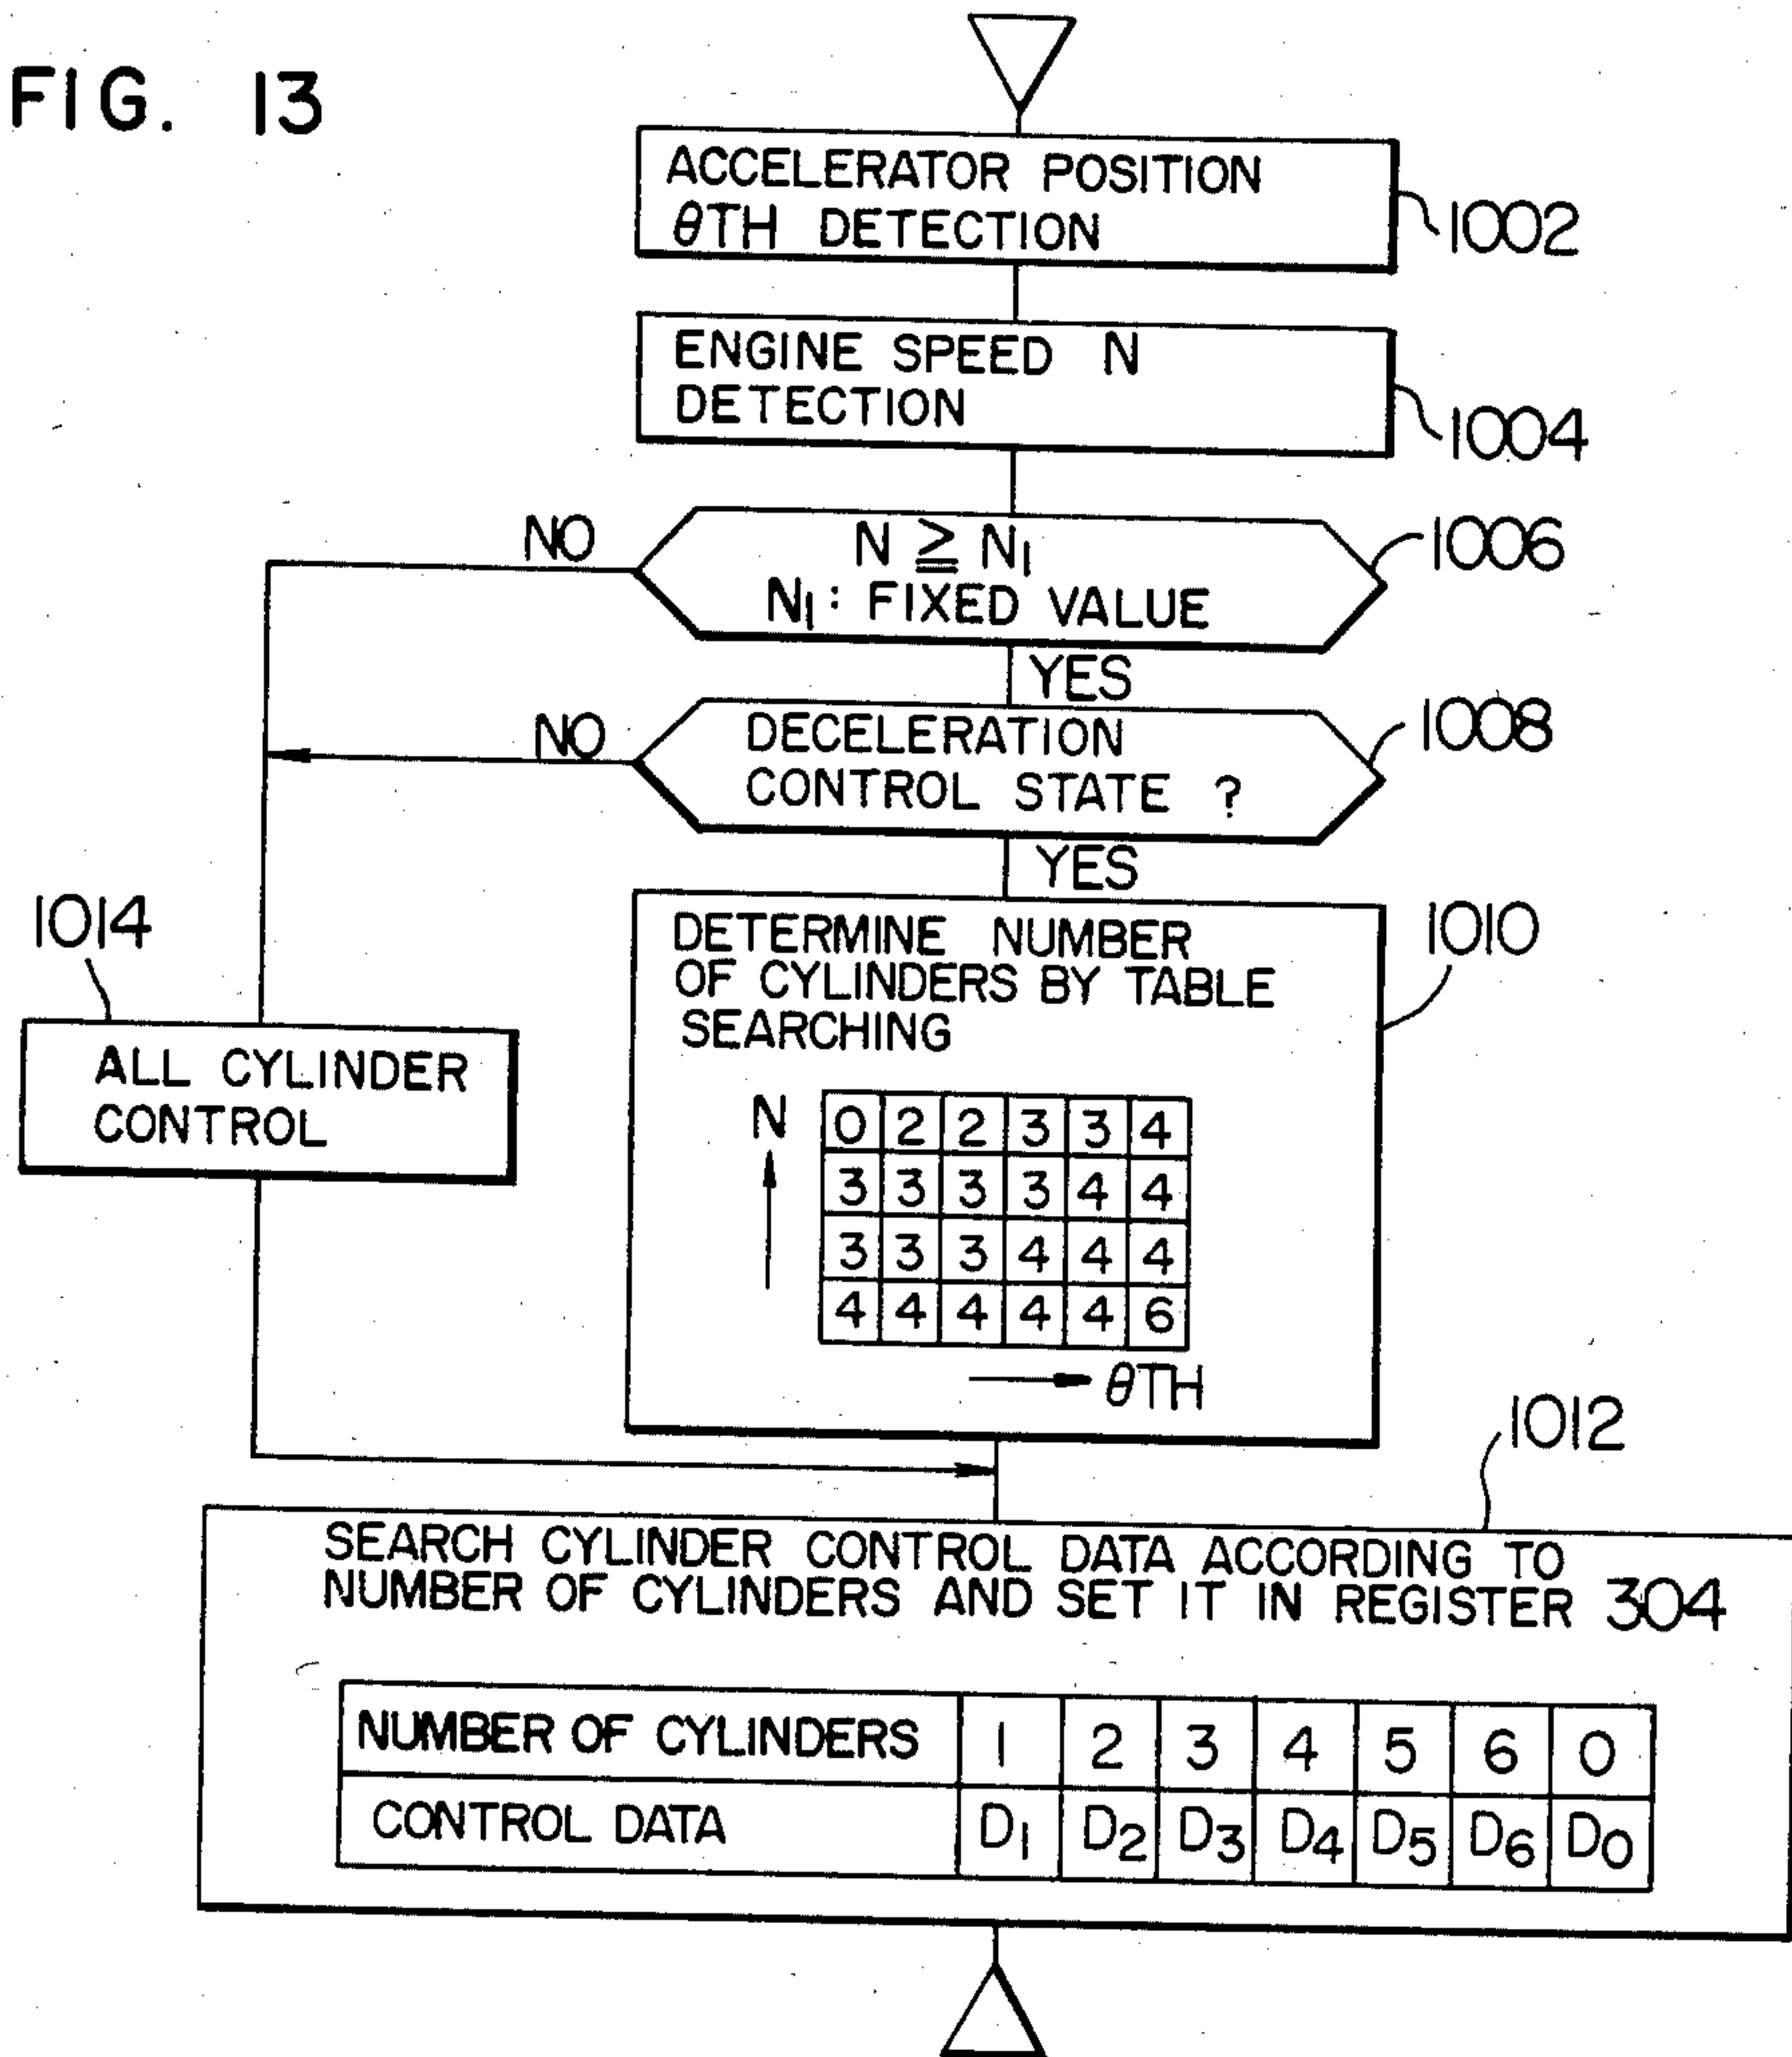 FIG. 13
ACCELERATOR POSITION
θTH DETECTION
1002
ENGINE SPEED N
DETECTION
1004
NO
N ≧ N1
N1 : FIXED VALUE
1006
YES
NO
DECELERATION
CONTROL STATE ?
1008
YES
1014
ALL CYLINDER
CONTROL
DETERMINE NUMBER
OF CYLINDERS BY TABLE
SEARCHING
1010
N
0 2 2 3 3 4
3 3 3 3 4 4
3 3 3 4 4 4
4 4 4 4 4 6
θTH
1012
SEARCH CYLINDER CONTROL DATA ACCORDING TO
NUMBER OF CYLINDERS AND SET IT IN REGISTER 304
NUMBER OF CYLINDERS 1 2 3 4 5 6 0
CONTROL DATA D1 D2 D3 D4 D5 D6 D0